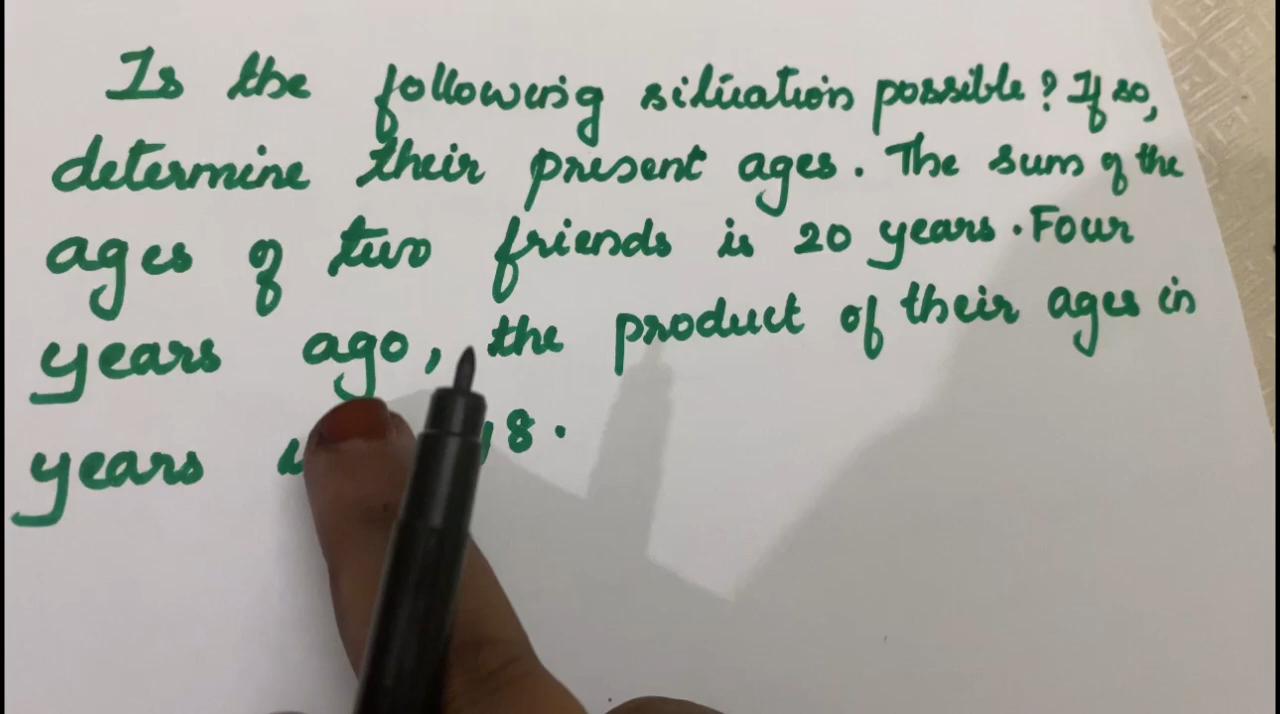 Is the following situation possible? If so,
determine their present ages. The sum of the
ages of two friends is 20 years. Four
years ago, the product of their ages in
years 8.